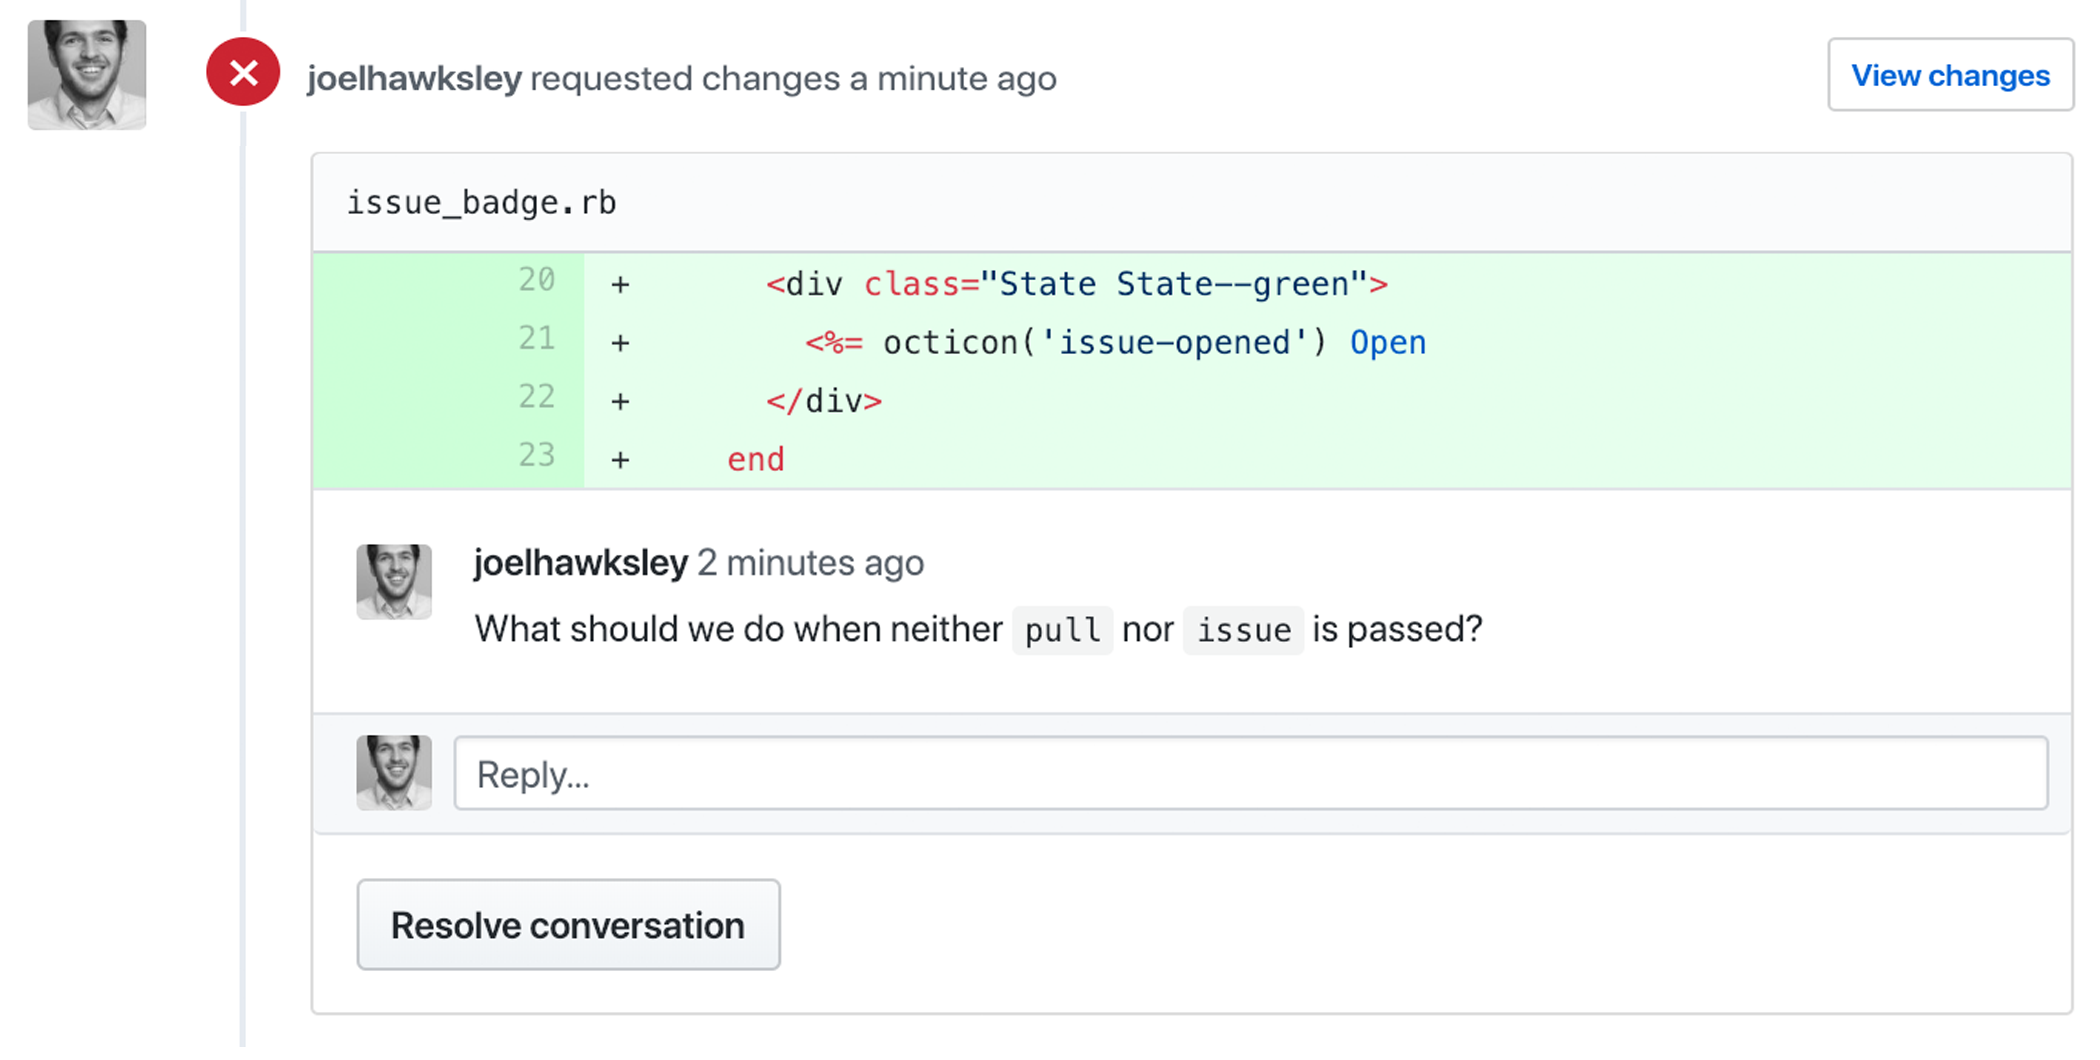 joelhawksley requested changes a minute ago
View changes
issue_badge.rb
20 + <div class="State State--green">
21 + <%= octicon('issue-opened') Open
22 + </div>
23 + end
joelhawksley 2 minutes ago
What should we do when neither pull nor issue is passed?
Reply...
Resolve conversation